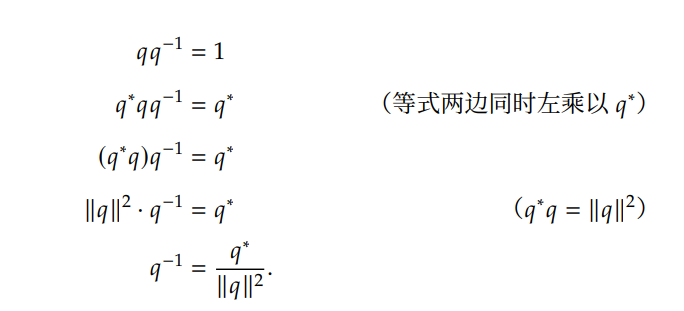 qq⁻¹ = 1
q*qq⁻¹ = q* （等式两边同时左乘以 q*）
(q*q)q⁻¹ = q*
‖q‖² · q⁻¹ = q* （q*q = ‖q‖²）
q⁻¹ = q* / ‖q‖².